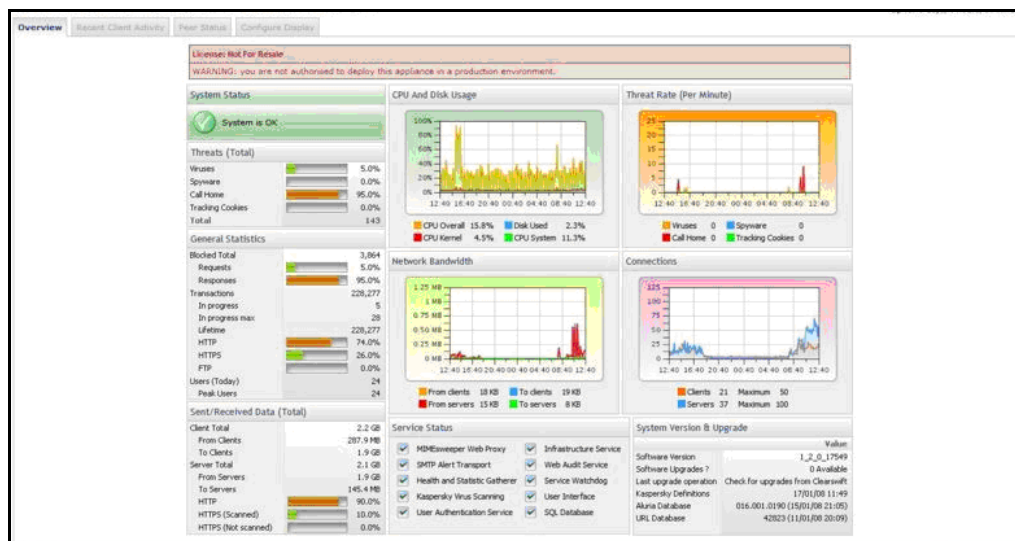 Overview
Recent Client Activity
Peer Status
Configure Display
License: Not For Resale
WARNING: you are not authorised to deploy this appliance in a production environment.
System Status
System is OK
Threats (Total)
Viruses 5.0%
Spyware 0.0%
Call Home 95.0%
Tracking Cookies 0.0%
Total 143
General Statistics
Blocked Total 3,864
Requests 5.0%
Responses 95.0%
Transactions 228,277
In progress 5
In progress max 28
Lifetime 228,277
HTTP 74.0%
HTTPS 26.0%
FTP 0.0%
Users (Today) 24
Peak Users 24
Sent/Received Data (Total)
Client Total 2.2 GB
From Clients 287.9 MB
To Clients 1.9 GB
Server Total 2.1 GB
From Servers 1.9 GB
To Servers 145.4 MB
HTTP 90.0%
HTTPS (Scanned) 10.0%
HTTPS (Not scanned) 0.0%
CPU And Disk Usage
100%
80%
60%
40%
20%
0%
12:40 16:40 20:40 00:40 04:40 08:40 12:40
CPU Overall 15.8% Disk Used 2.3%
CPU Kernel 4.5% CPU System 11.3%
Threat Rate (Per Minute)
25
20
15
10
5
0
12:40 16:40 20:40 00:40 04:40 08:40 12:40
Viruses 0 Spyware 0
Call Home 0 Tracking Cookies 0
Network Bandwidth
1.25 MB
1 MB
0.75 MB
0.50 MB
0.25 MB
0 MB
12:40 16:40 20:40 00:40 04:40 08:40 12:40
From clients 18 KB To clients 19 KB
From servers 15 KB To servers 8 KB
Connections
125
100
75
50
25
0
12:40 16:40 20:40 00:40 04:40 08:40 12:40
Clients 21 Maximum 50
Servers 37 Maximum 100
Service Status
MIMEsweeper Web Proxy
Infrastructure Service
SMTP Alert Transport
Web Audit Service
Health and Statistic Gatherer
Service Watchdog
Kaspersky Virus Scanning
User Interface
User Authentication Service
SQL Database
System Version & Upgrade
Value
Software Version 1_2_0_17549
Software Upgrades ? 0 Available
Last upgrade operation Check for upgrades from Clearswift
Kaspersky Definitions 17/01/08 11:49
Aluria Database 016.001.0190 (15/01/08 21:05)
URL Database 42823 (11/01/08 20:09)